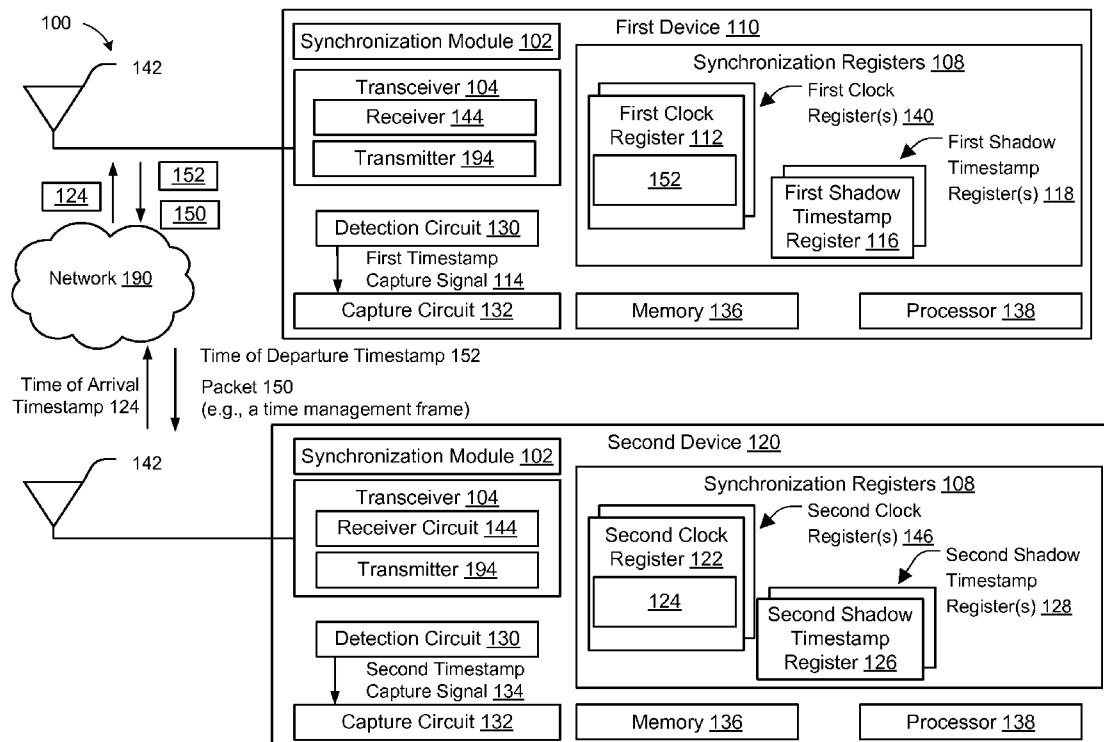 100
142
First Device 110
Synchronization Module 102
Transceiver 104
Receiver 144
Transmitter 194
Synchronization Registers 108
First Clock
Register 112
152
First Clock
Register(s) 140
First Shadow
Timestamp
Register 116
First Shadow
Timestamp
Register(s) 118
124
152
150
Network 190
Detection Circuit 130
First Timestamp
Capture Signal 114
Capture Circuit 132
Memory 136
Processor 138
Time of Departure Timestamp 152
Time of Arrival
Timestamp 124
Packet 150
(e.g., a time management frame)
142
Second Device 120
Synchronization Module 102
Transceiver 104
Receiver Circuit 144
Transmitter 194
Synchronization Registers 108
Second Clock
Register 122
124
Second Clock
Register(s) 146
Second Shadow
Timestamp
Register 126
Second Shadow
Timestamp
Register(s) 128
Detection Circuit 130
Second Timestamp
Capture Signal 134
Capture Circuit 132
Memory 136
Processor 138